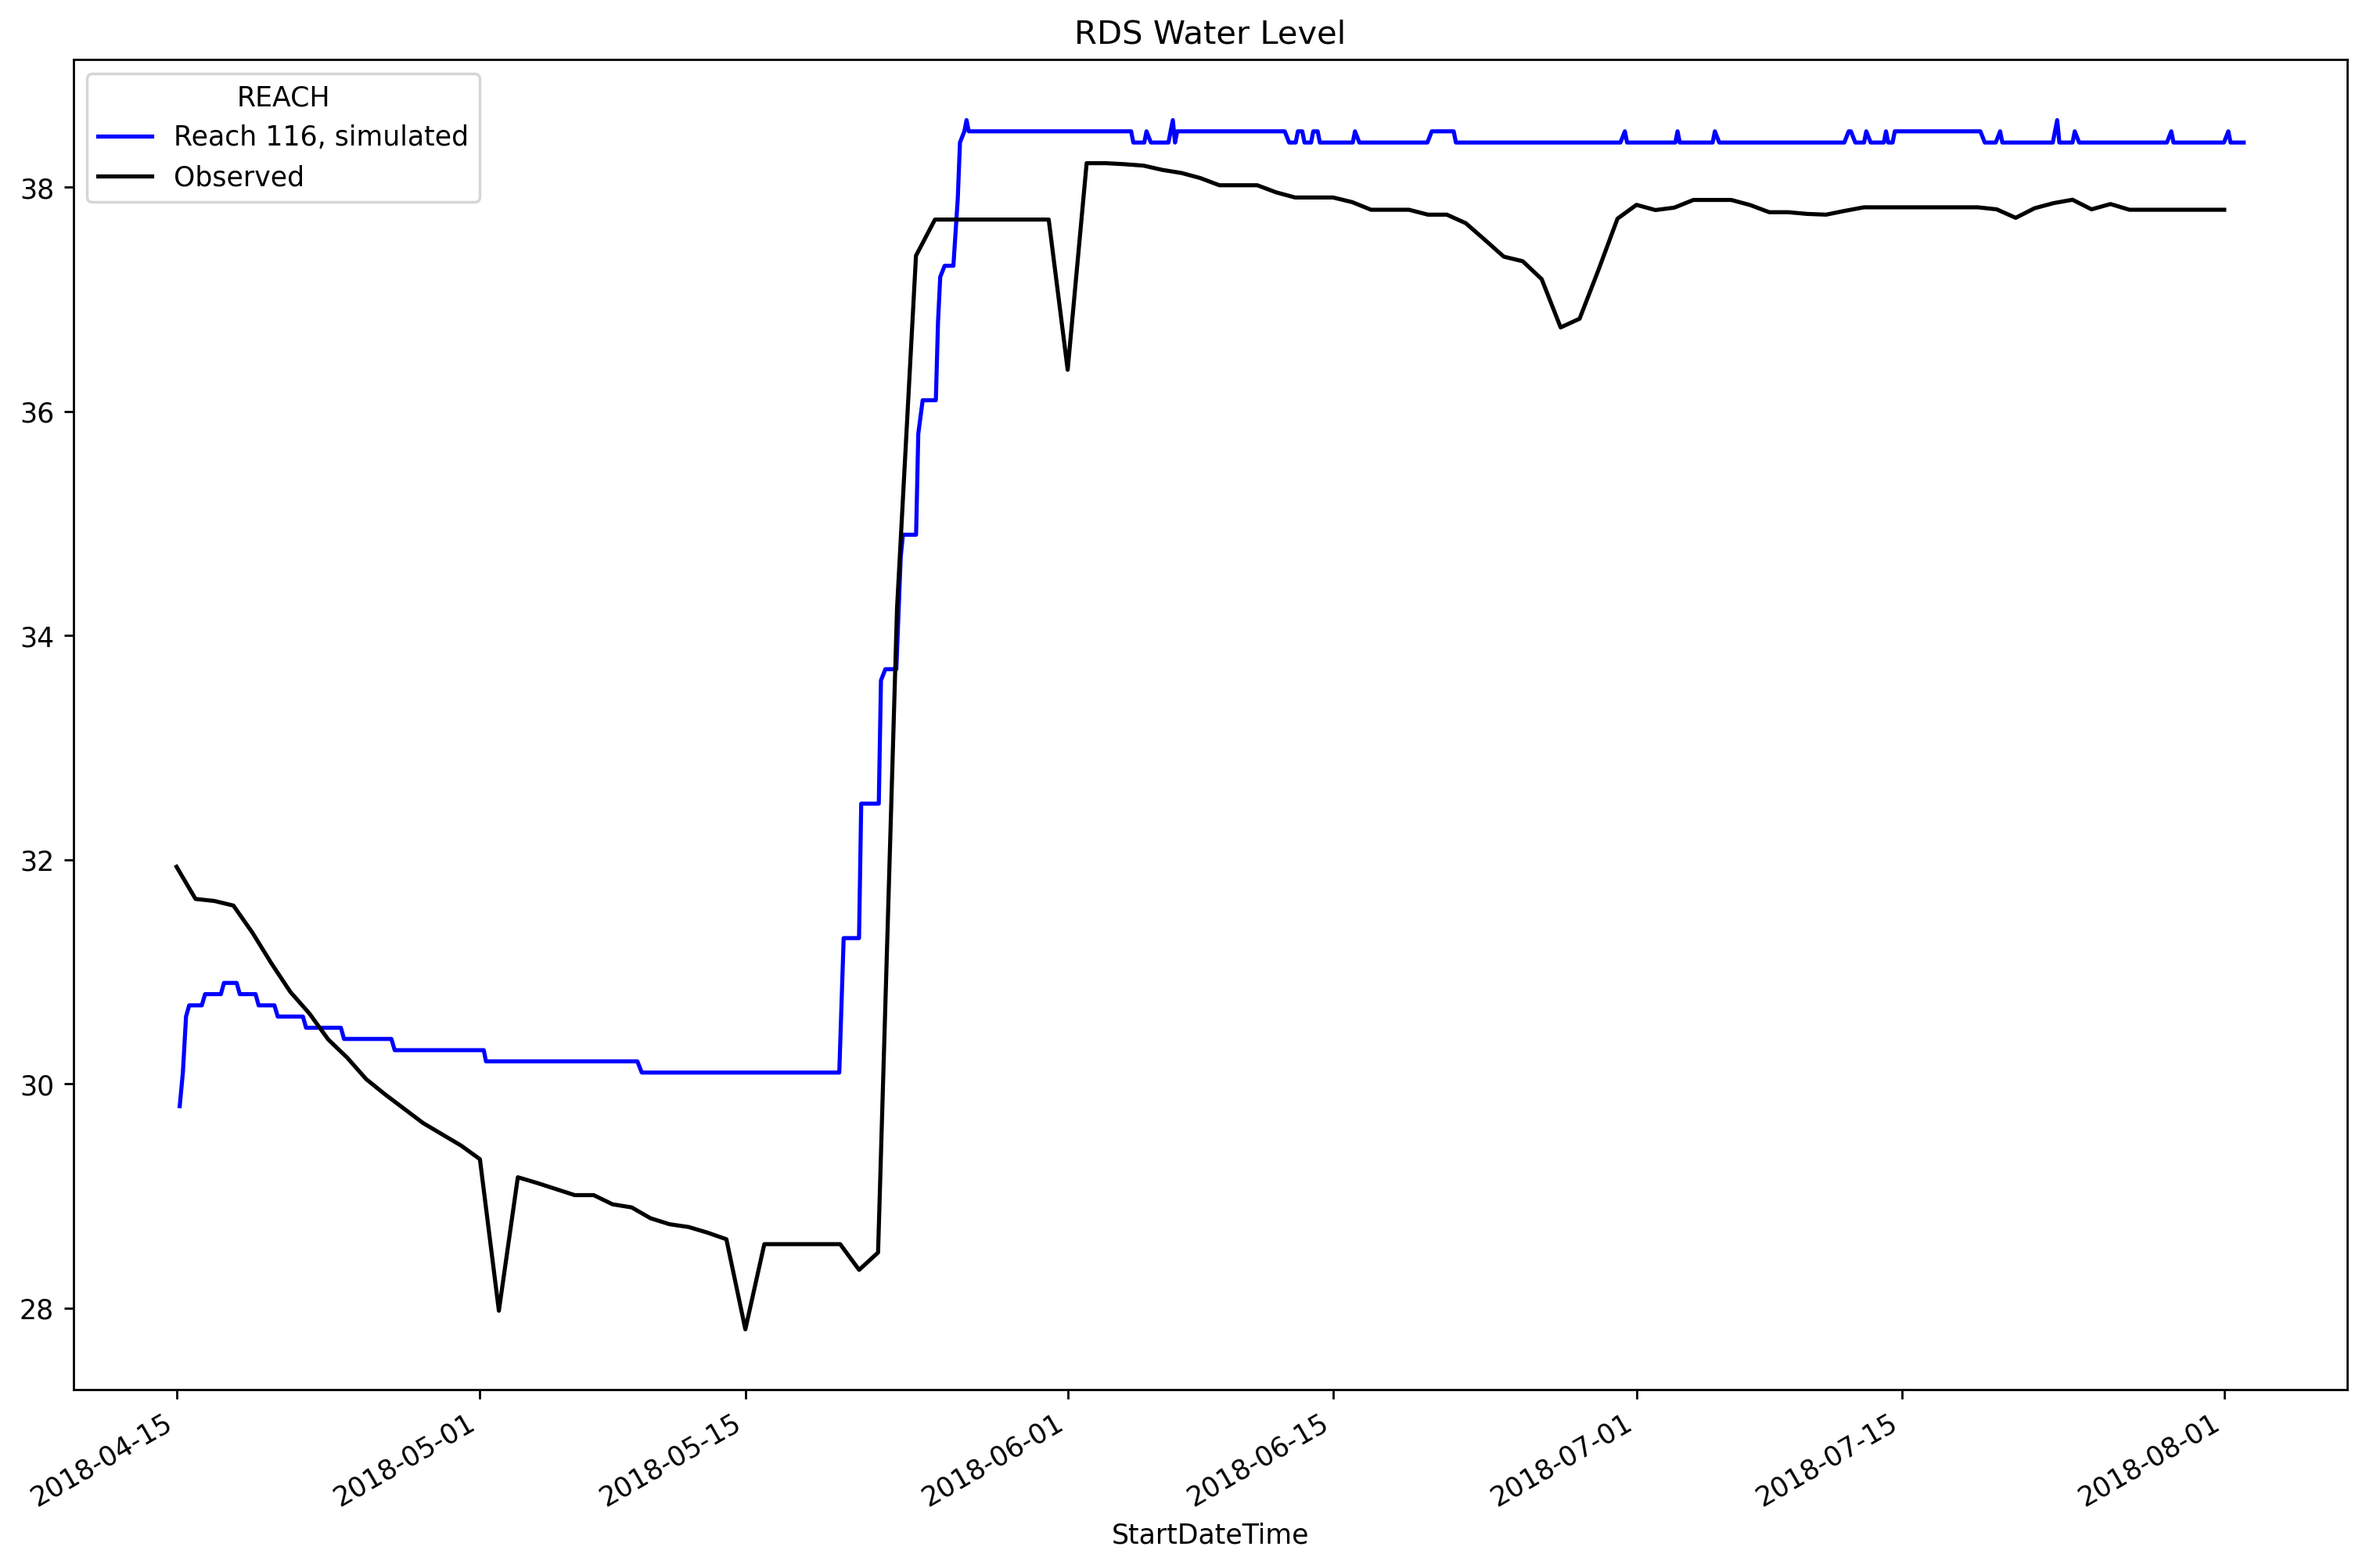 RDS Water Level
REACH
Reach 116, simulated
Observed
38
36
34
32
30
28
2018-04-15
2018-05-01
2018-05-15
2018-06-01
2018-06-15
2018-07-01
2018-07-15
2018-08-01
StartDateTime